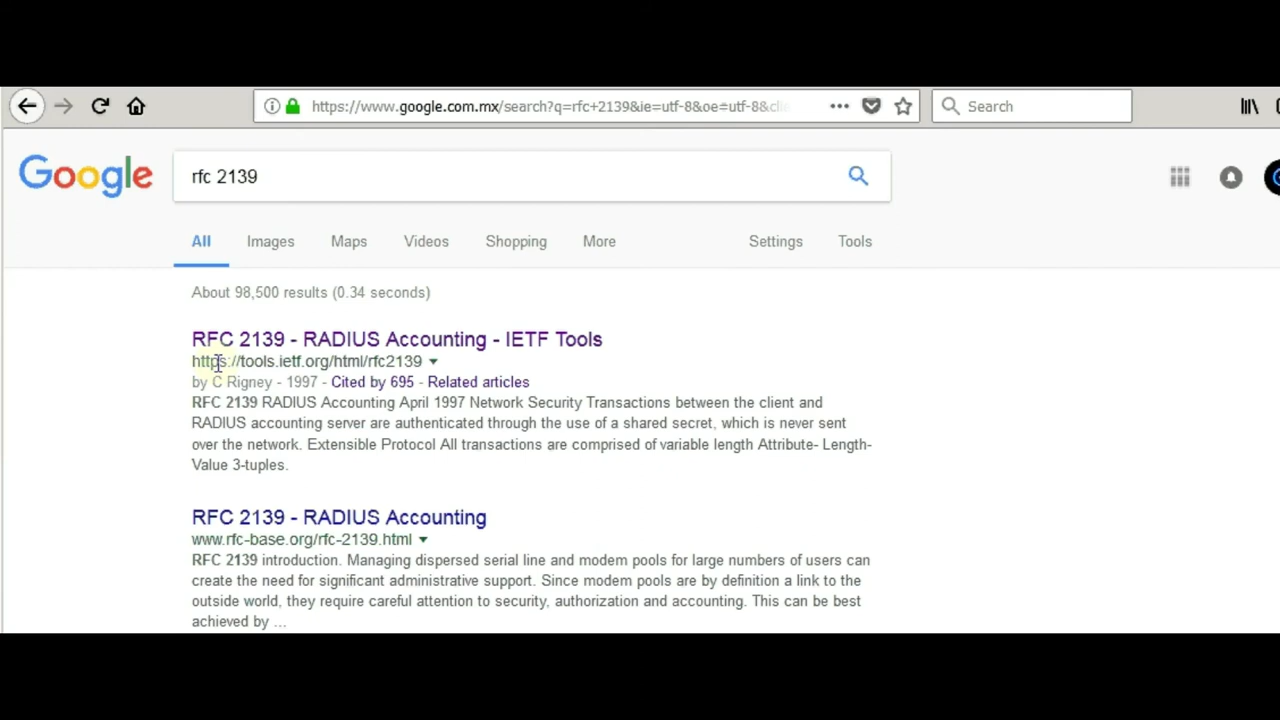 https://www.google.com.mx/search?q=rfc+2139&ie=utf-8&oe=utf-8&cli
Search
Google
rfc 2139
All
Images
Maps
Videos
Shopping
More
Settings
Tools
About 98,500 results (0.34 seconds)
RFC 2139 - RADIUS Accounting - IETF Tools
https://tools.ietf.org/html/rfc2139
by C Rigney - 1997 - Cited by 695 - Related articles
RFC 2139 RADIUS Accounting April 1997 Network Security Transactions between the client and
RADIUS accounting server are authenticated through the use of a shared secret, which is never sent
over the network. Extensible Protocol All transactions are comprised of variable length Attribute- Length-
Value 3-tuples.
RFC 2139 - RADIUS Accounting
www.rfc-base.org/rfc-2139.html
RFC 2139 introduction. Managing dispersed serial line and modem pools for large numbers of users can
create the need for significant administrative support. Since modem pools are by definition a link to the
outside world, they require careful attention to security, authorization and accounting. This can be best
achieved by ...